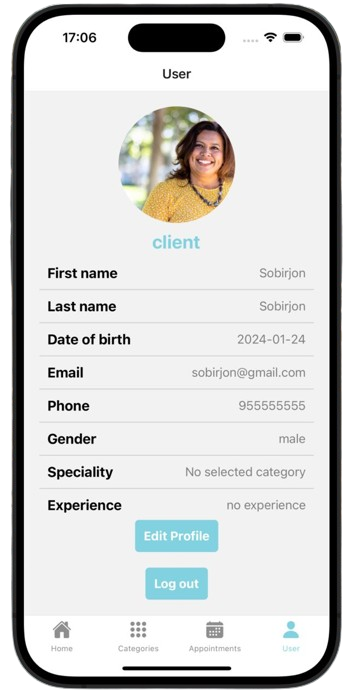 17:06
User
client
First name Sobirjon
Last name Sobirjon
Date of birth 2024-01-24
Email sobirjon@gmail.com
Phone 955555555
Gender male
Speciality No selected category
Experience no experience
Edit Profile
Log out
Home Categories Appointments User